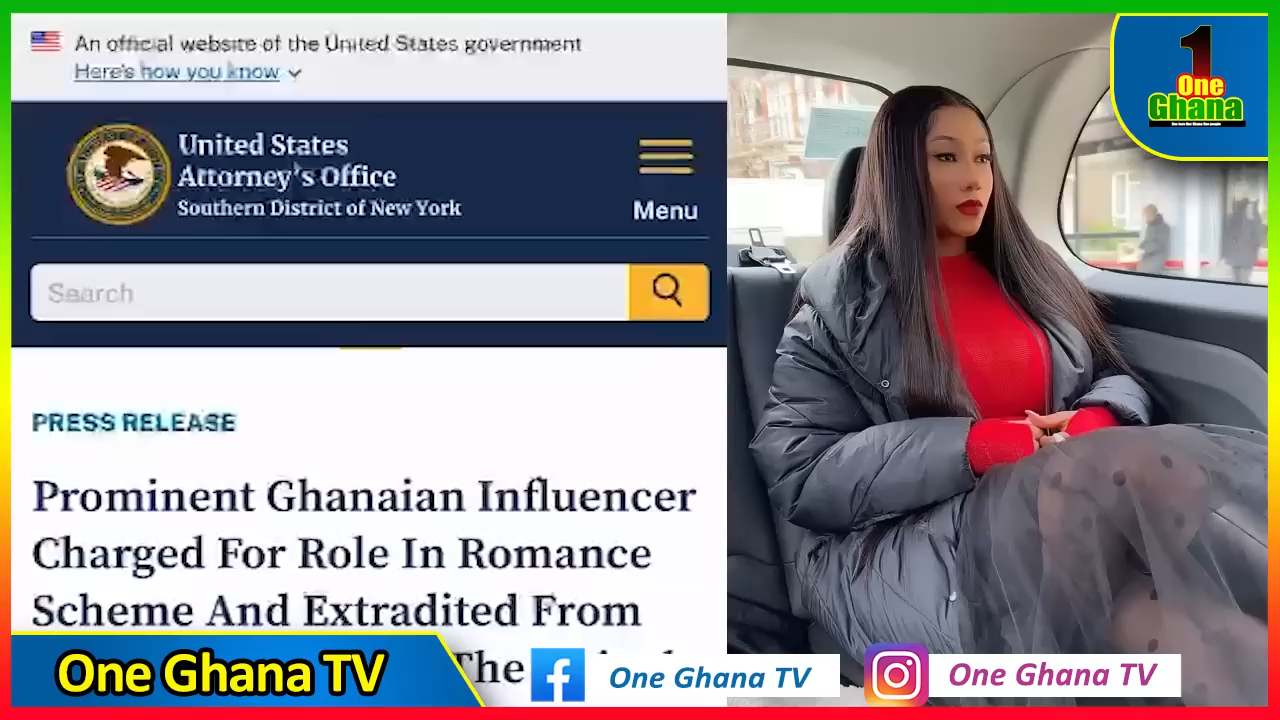 An official website of the United States government
Here's how you know
United States
Attorney's Office
Southern District of New York
Menu
Search
PRESS RELEASE
Prominent Ghanaian Influencer
Charged For Role In Romance
Scheme And Extradited From
The
1
One
Ghana
One Ghana TV
One Ghana TV
One Ghana TV